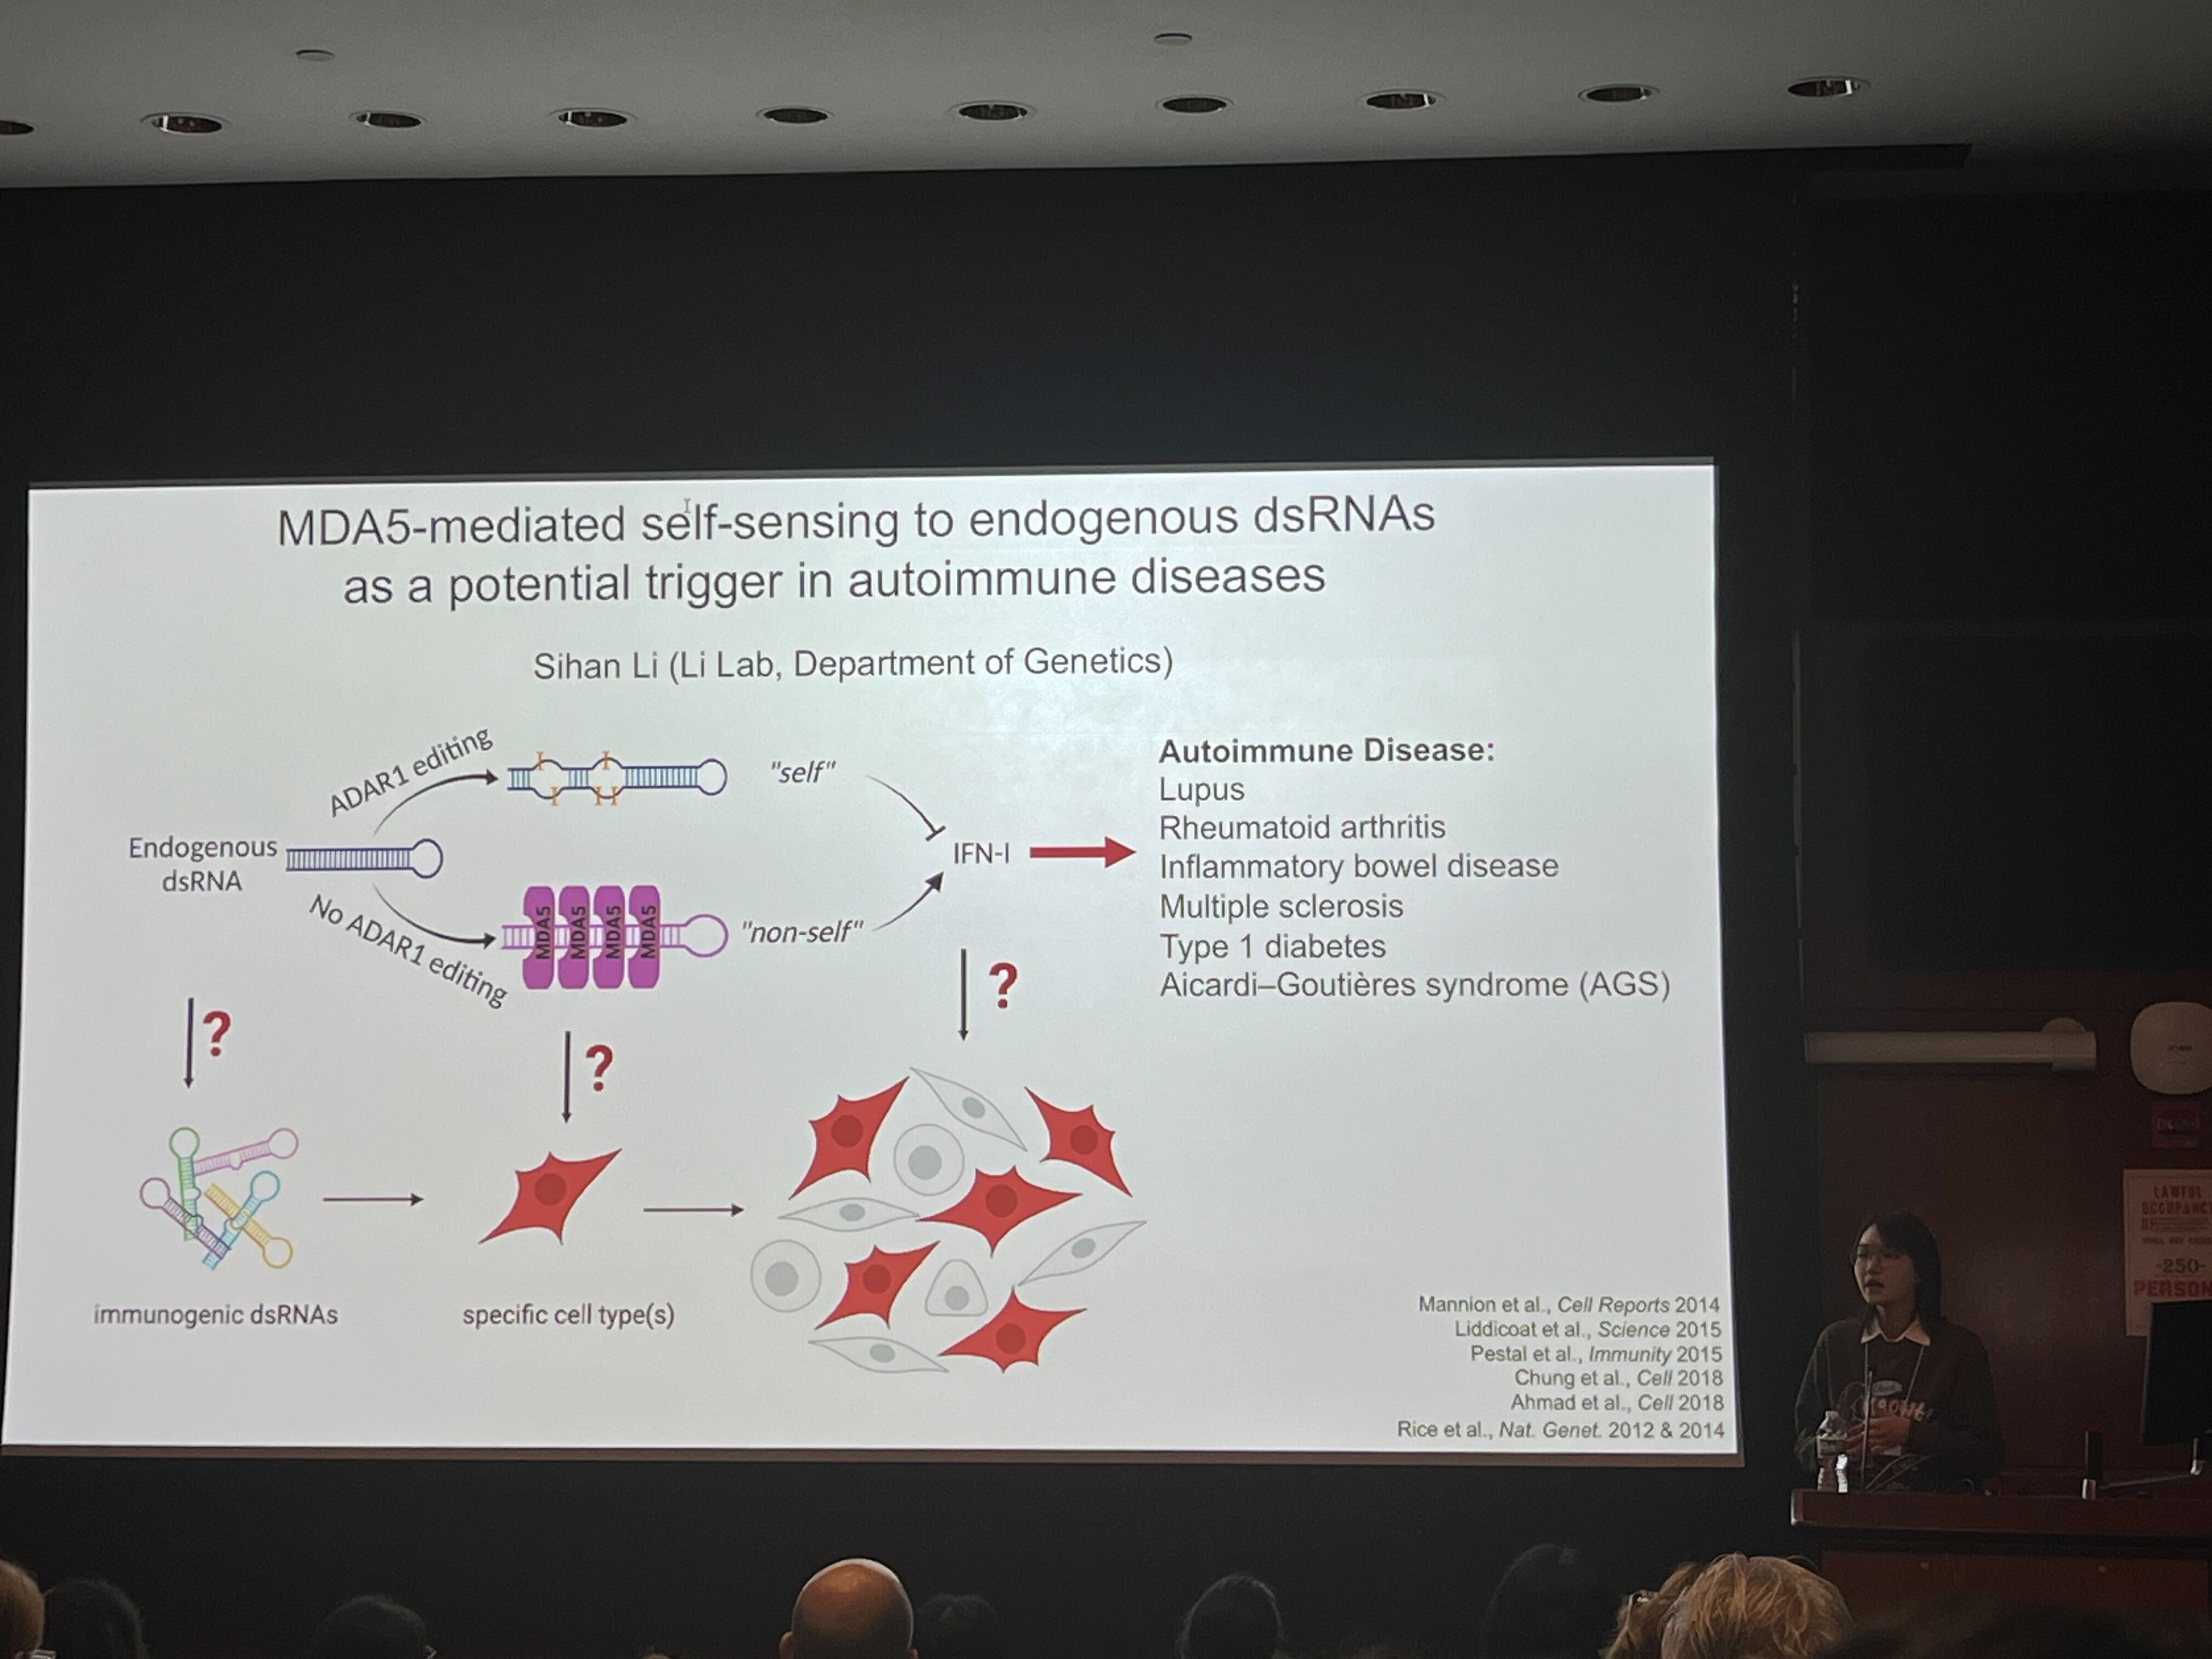 MDA5-mediated self-sensing to endogenous dsRNAs
as a potential trigger in autoimmune diseases
Sihan Li (Li Lab, Department of Genetics)
ADAR1 editing
I
I
I
I I
"self"
Endogenous
dsRNA
No ADAR1 editing
MDA5
MDA5
MDA5
MDA5
"non-self"
IFN-I
Autoimmune Disease:
Lupus
Rheumatoid arthritis
Inflammatory bowel disease
Multiple sclerosis
Type 1 diabetes
Aicardi–Goutières syndrome (AGS)
?
?
?
immunogenic dsRNAs
specific cell type(s)
Mannion et al., Cell Reports 2014
Liddicoat et al., Science 2015
Pestal et al., Immunity 2015
Chung et al., Cell 2018
Ahmad et al., Cell 2018
Rice et al., Nat. Genet. 2012 & 2014
LAWFUL
OCCUPANC
-250-
PERSON